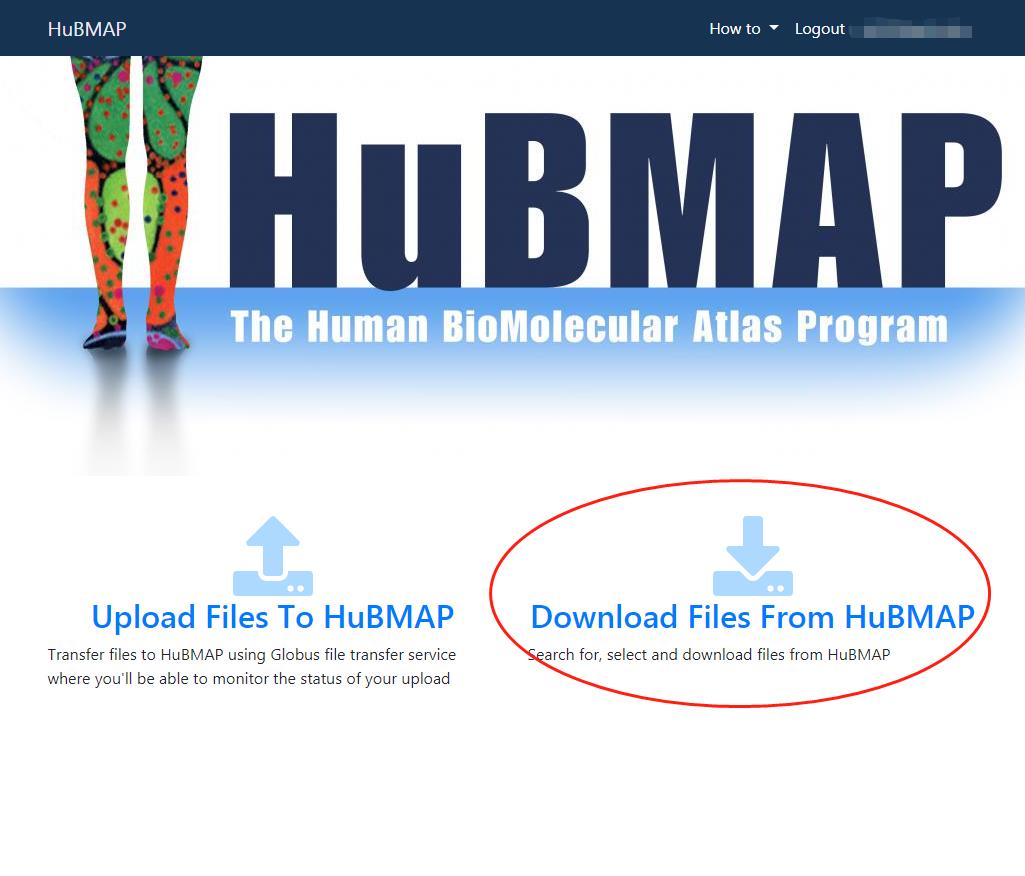 HuBMAP
How to
Logout
HuBMAP
The Human BioMolecular Atlas Program
Upload Files To HuBMAP
Transfer files to HuBMAP using Globus file transfer service
where you'll be able to monitor the status of your upload
Download Files From HuBMAP
Search for, select and download files from HuBMAP